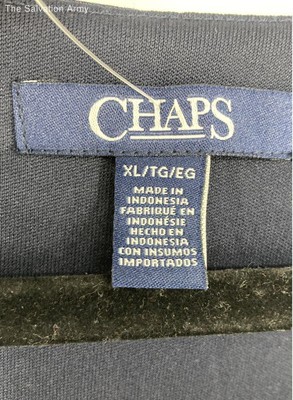 The Salvation Army
CHAPS
XL/TG/EG
MADE IN
INDONESIA
FABRIQUÉ EN
INDONÉSIE
HECHO EN
INDONESIA
CON INSUMOS
IMPORTADOS